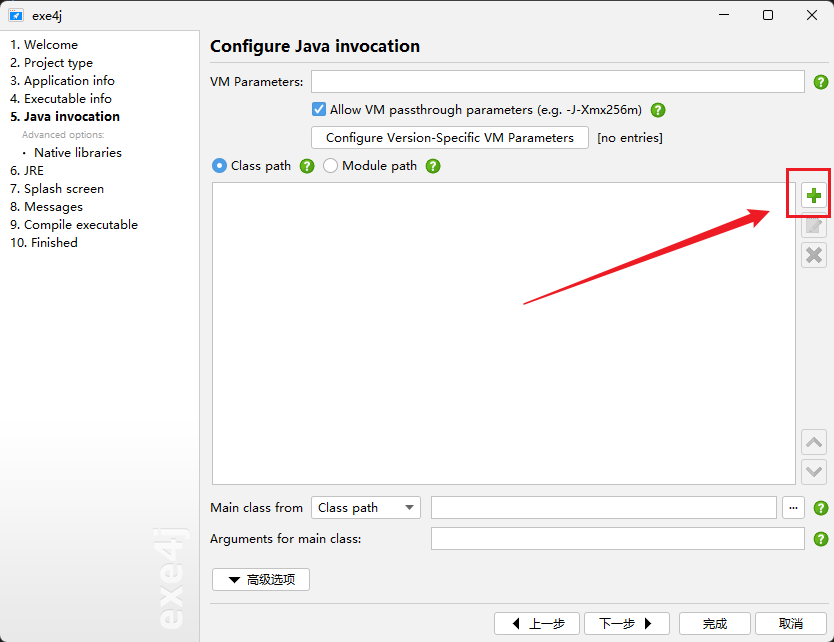 exe4j
1. Welcome
2. Project type
3. Application info
4. Executable info
5. Java invocation
Advanced options:
· Native libraries
6. JRE
7. Splash screen
8. Messages
9. Compile executable
10. Finished
exe4j
Configure Java invocation
VM Parameters:
Allow VM passthrough parameters (e.g. -J-Xmx256m)
Configure Version-Specific VM Parameters [no entries]
Class path Module path
Main class from Class path ...
Arguments for main class:
高级选项
上一步 下一步 完成 取消